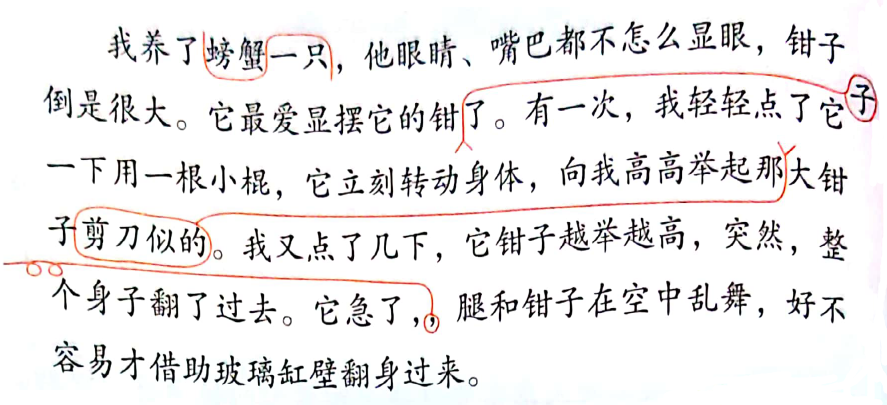 我养了螃蟹一只，他眼睛、嘴巴都不怎么显眼，钳子
倒是很大。它最爱显摆它的钳了。有一次，我轻轻点了它子
一下用一根小棍，它立刻转动身体，向我高高举起那大钳
子剪刀似的。我又点了几下，它钳子越举越高，突然，整
个身子翻了过去。它急了，，腿和钳子在空中乱舞，好不
容易才借助玻璃缸壁翻身过来。